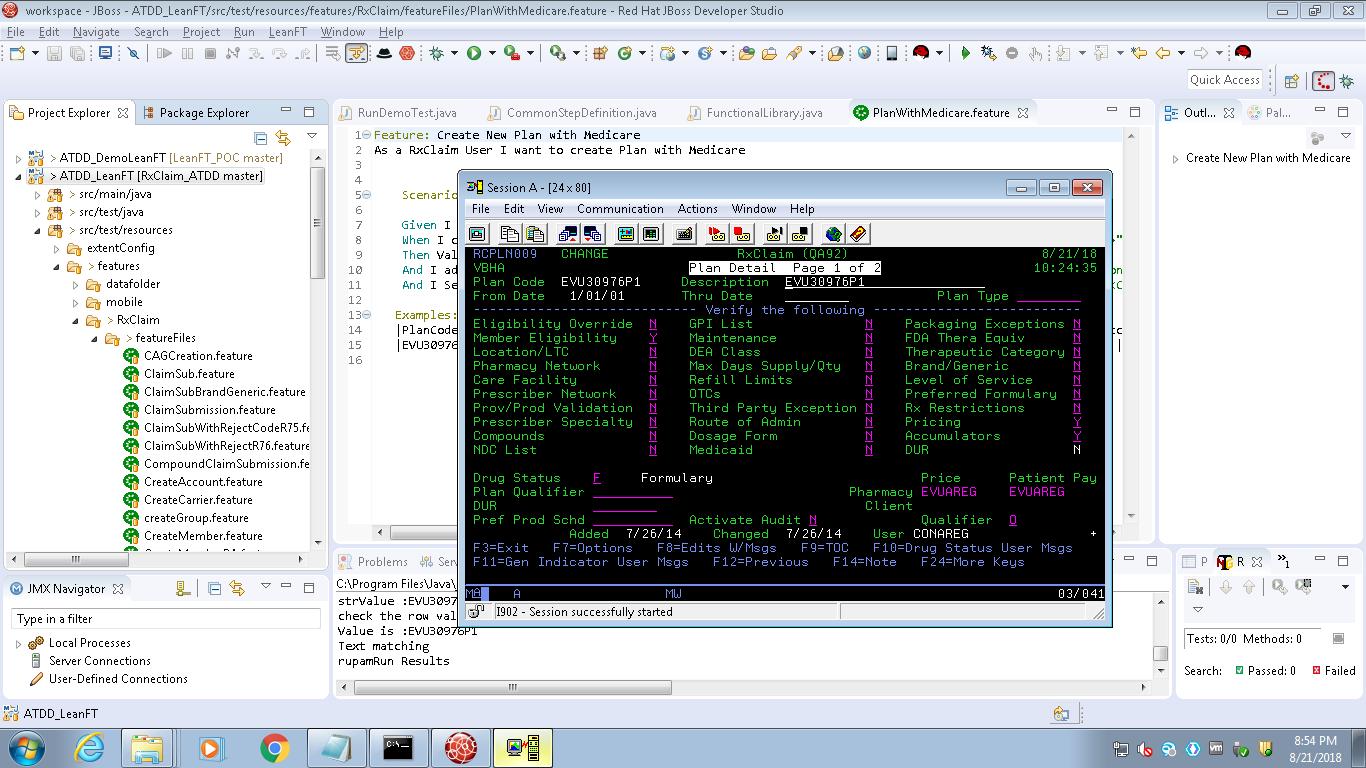 workspace - JBoss - ATDD_LeanFT/src/test/resources/features/RxClaim/featureFiles/PlanWithMedicare.feature - Red Hat JBoss Developer Studio
File Edit Navigate Search Project Run LeanFT Window Help
Quick Access
Project Explorer Package Explorer
> ATDD_DemoLeanFT [LeanFT_POC master]
> ATDD_LeanFT [RxClaim_ATDD master]
> src/main/java
> src/test/java
> src/test/resources
extentConfig
> features
datafolder
mobile
> RxClaim
> featureFiles
CAGCreation.feature
ClaimSub.feature
ClaimSubBrandGeneric.feature
ClaimSubmission.feature
ClaimSubWithRejectCodeR75.feature
ClaimSubWithRejectR76.feature
CompoundClaimSubmission.fe
CreateAccount.feature
CreateCarrier.feature
createGroup.feature
CreateMember.feature
JMX Navigator
Type in a filter
Local Processes
Server Connections
User-Defined Connections
RunDemoTest.java CommonStepDefinition.java FunctionalLibrary.java PlanWithMedicare.feature
1 Feature: Create New Plan with Medicare
2 As a RxClaim User I want to create Plan with Medicare
3
4
5 Scenario
6
7 Given I
8 When I c
9 Then Val
10 And I ad
11 And I Se
12
13 Examples:
14 |PlanCode
15 |EVU30976
16
Session A - [24 x 80]
File Edit View Communication Actions Window Help
RCPLN009 CHANGE RxClaim (QA92) 8/21/18
VBHA Plan Detail Page 1 of 2 10:24:35
Plan Code EVU30976P1 Description EVU30976P1
From Date 1/01/01 Thru Date Plan Type
Verify the following
Eligibility Override N GPI List N Packaging Exceptions N
Member Eligibility Y Maintenance N FDA Thera Equiv N
Location/LTC N DEA Class N Therapeutic Category N
Pharmacy Network N Max Days Supply/Qty N Brand/Generic N
Care Facility N Refill Limits N Level of Service N
Prescriber Network N OTCs N Preferred Formulary N
Prov/Prod Validation N Third Party Exception N Rx Restrictions N
Prescriber Specialty N Route of Admin N Pricing Y
Compounds N Dosage Form N Accumulators Y
NDC List N Medicaid N DUR N
Drug Status F Formulary Price Patient Pay
Plan Qualifier Pharmacy EVUAREG EVUAREG
DUR Client
Pref Prod Schd Activate Audit N Qualifier O
Added 7/26/14 Changed 7/26/14 User CONAREG +
F3=Exit F7=Options F8=Edits W/Msgs F9=TOC F10=Drug Status User Msgs
F11=Gen Indicator User Msgs F12=Previous F14=Note F24=More Keys
MA A MW 03/041
I902 - Session successfully started
Problems Serv
C:\Program Files\Java\
strValue :EVU3097
check the row val
Value is :EVU30976P1
Text matching
rupamRun Results
Outl... Pal...
Create New Plan with Medicare
P R
Tests: 0/0 Methods: 0
Search: Passed: 0 Failed
ATDD_LeanFT
8:54 PM
8/21/2018